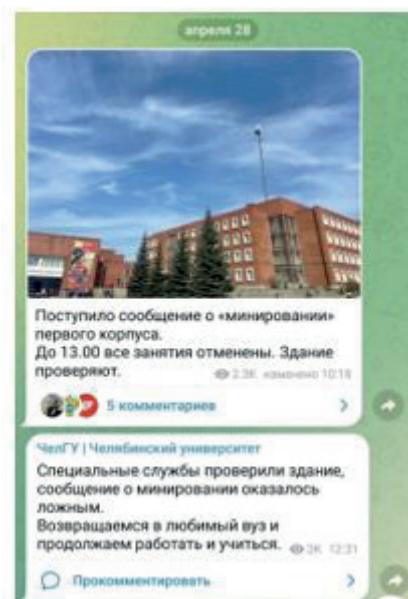 апреля 28
Поступило сообщение о «минировании»
первого корпуса.
До 13.00 все занятия отменены. Здание
проверяют.
2.3K изменено 10:18
5 комментариев
ЧелГУ | Челябинский университет
Специальные службы проверили здание,
сообщение о минировании оказалось
ложным.
Возвращаемся в любимый вуз и
продолжаем работать и учиться.
2K 12:31
Прокомментировать